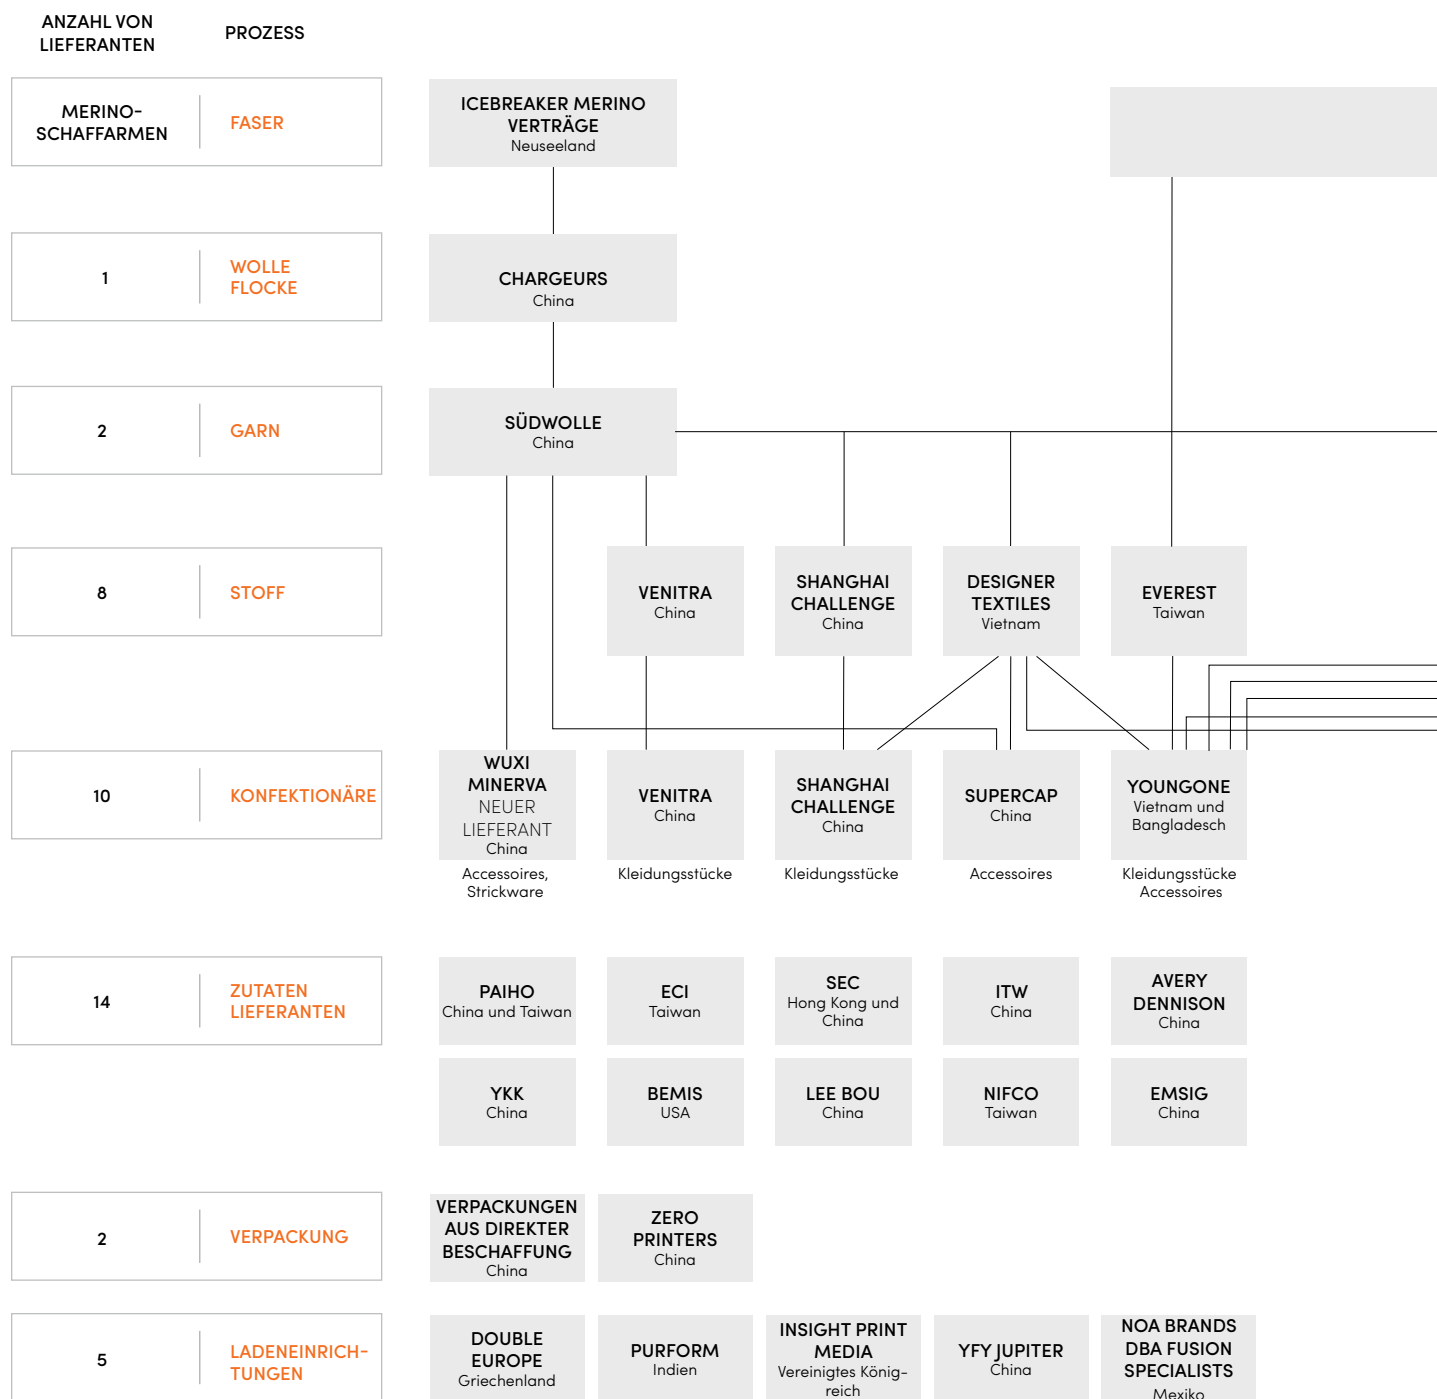 ANZAHL VON
LIEFERANTEN
PROZESS
MERINO-
SCHAFFARMEN
FASER
ICEBREAKER MERINO
VERTRÄGE
Neuseeland
1
WOLLE
FLOCKE
CHARGEURS
China
2
GARN
SÜDWOLLE
China
8
STOFF
VENITRA
China
SHANGHAI
CHALLENGE
China
DESIGNER
TEXTILES
Vietnam
EVEREST
Taiwan
10
KONFEKTIONÄRE
WUXI
MINERVA
NEUER
LIEFERANT
China
Accessoires,
Strickware
VENITRA
China
Kleidungsstücke
SHANGHAI
CHALLENGE
China
Kleidungsstücke
SUPERCAP
China
Accessoires
YOUNGONE
Vietnam und
Bangladesch
Kleidungsstücke
Accessoires
14
ZUTATEN
LIEFERANTEN
PAIHO
China und Taiwan
ECI
Taiwan
SEC
Hong Kong und
China
ITW
China
AVERY
DENNISON
China
YKK
China
BEMIS
USA
LEE BOU
China
NIFCO
Taiwan
EMSIG
China
2
VERPACKUNG
VERPACKUNGEN
AUS DIREKTER
BESCHAFFUNG
China
ZERO
PRINTERS
China
5
LADENEINRICH-
TUNGEN
DOUBLE
EUROPE
Griechenland
PURFORM
Indien
INSIGHT PRINT
MEDIA
Vereinigtes König-
reich
YFY JUPITER
China
NOA BRANDS
DBA FUSION
SPECIALISTS
Mexiko